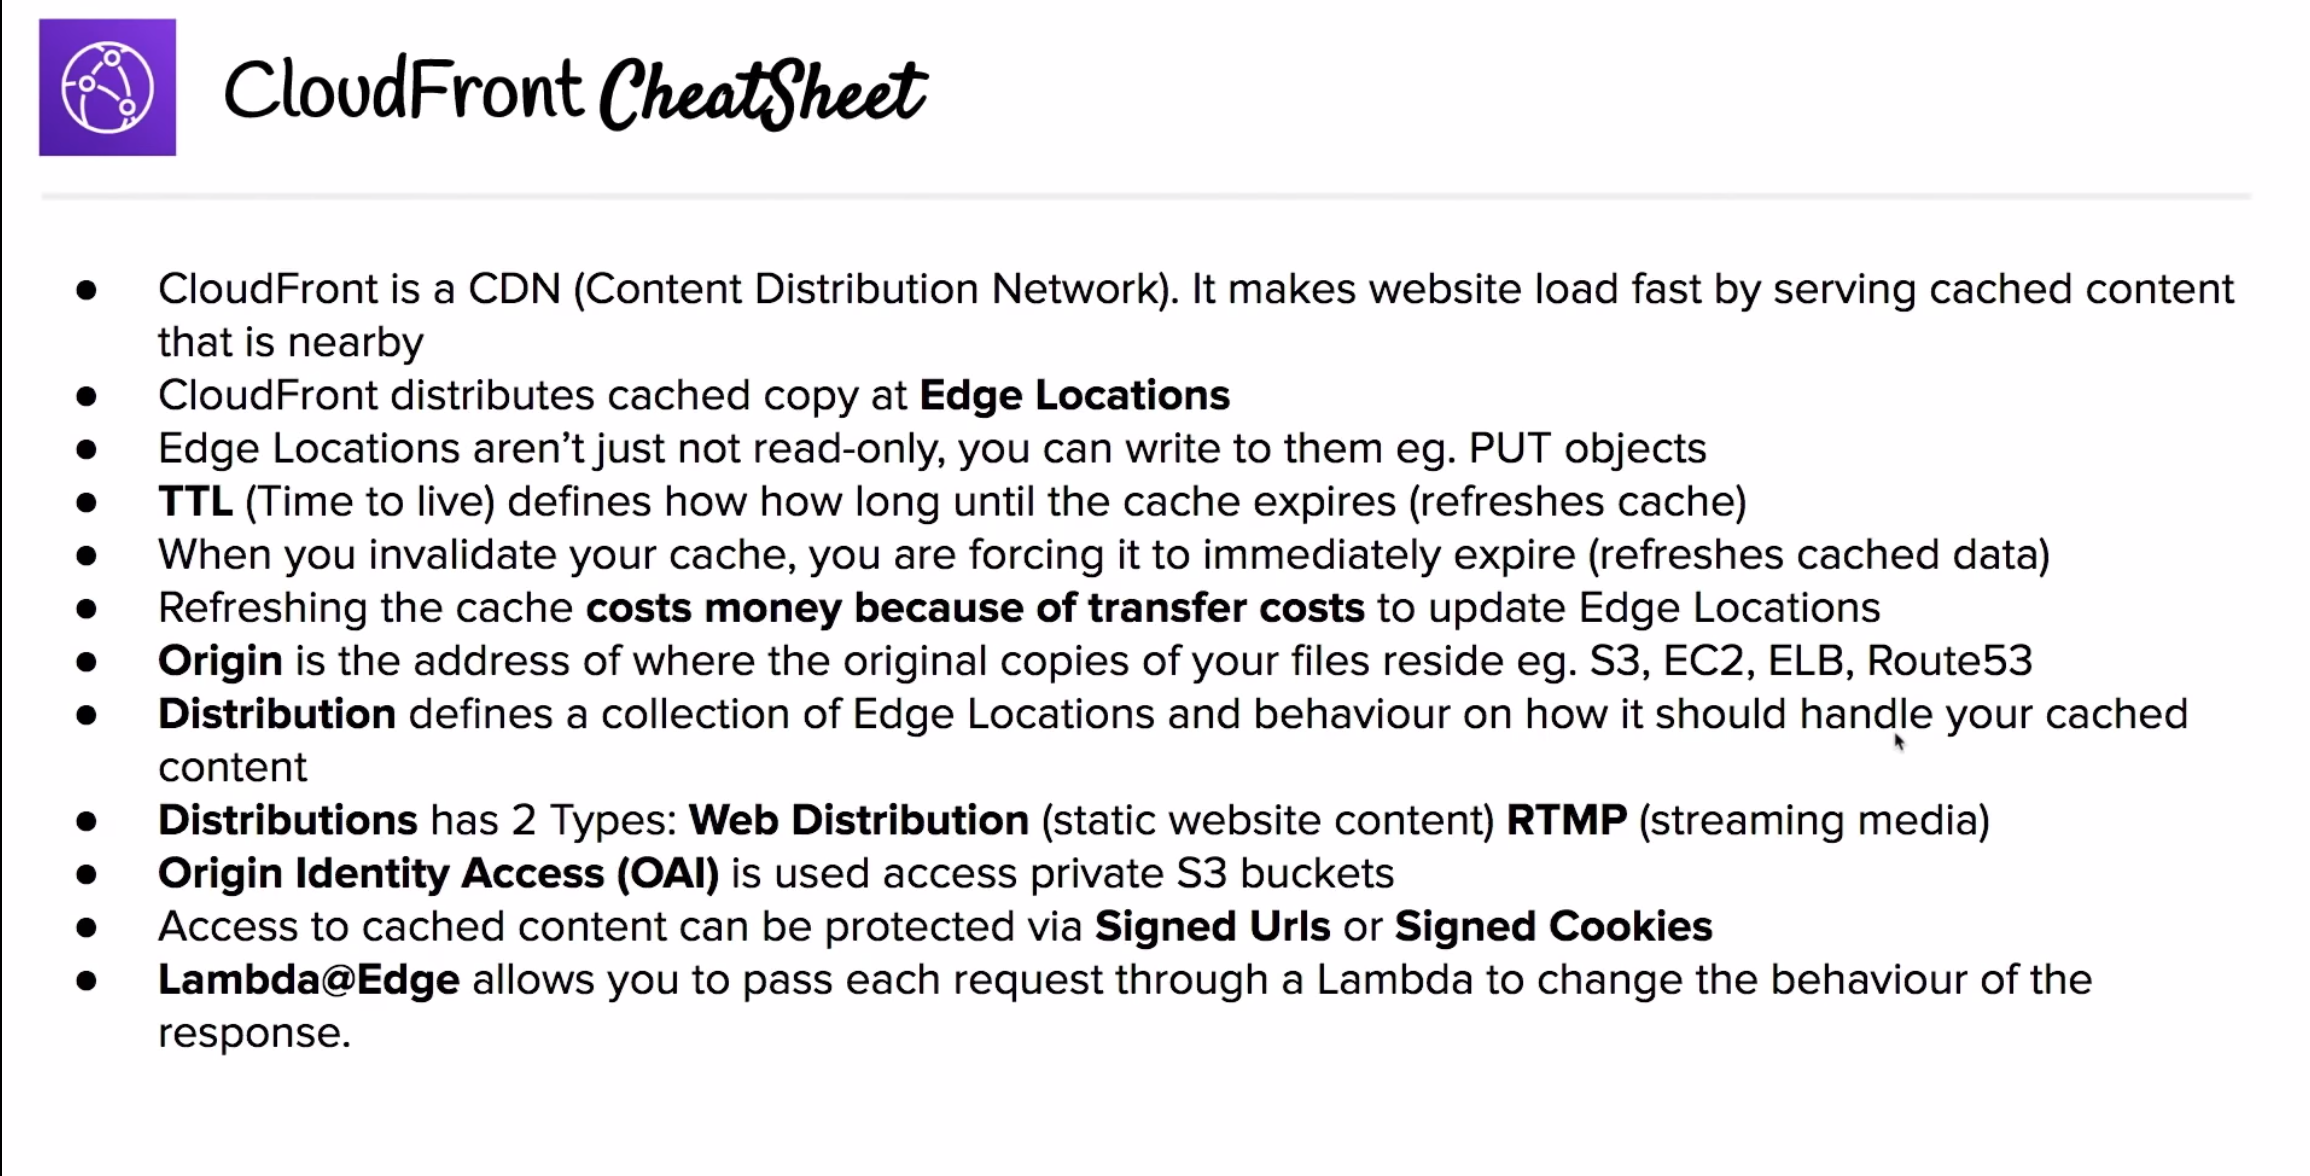 CloudFront CheatSheet
● CloudFront is a CDN (Content Distribution Network). It makes website load fast by serving cached content
that is nearby
● CloudFront distributes cached copy at Edge Locations
● Edge Locations aren’t just not read-only, you can write to them eg. PUT objects
● TTL (Time to live) defines how how long until the cache expires (refreshes cache)
● When you invalidate your cache, you are forcing it to immediately expire (refreshes cached data)
● Refreshing the cache costs money because of transfer costs to update Edge Locations
● Origin is the address of where the original copies of your files reside eg. S3, EC2, ELB, Route53
● Distribution defines a collection of Edge Locations and behaviour on how it should handle your cached
content
● Distributions has 2 Types: Web Distribution (static website content) RTMP (streaming media)
● Origin Identity Access (OAI) is used access private S3 buckets
● Access to cached content can be protected via Signed Urls or Signed Cookies
● Lambda@Edge allows you to pass each request through a Lambda to change the behaviour of the
response.